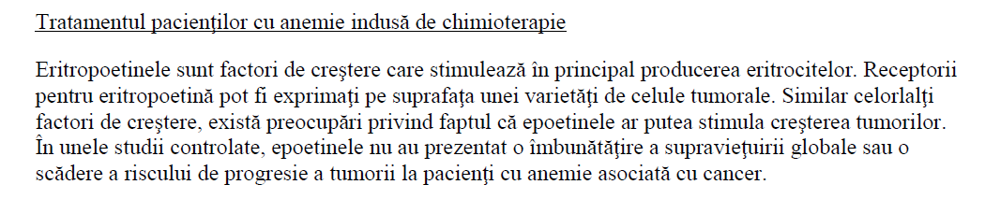 Tratamentul pacienţilor cu anemie indusă de chimioterapie
Eritropoetinele sunt factori de creştere care stimulează în principal producerea eritrocitelor. Receptorii
pentru eritropoetină pot fi exprimaţi pe suprafaţa unei varietăţi de celule tumorale. Similar celorlalţi
factori de creştere, există preocupări privind faptul că epoetinele ar putea stimula creşterea tumorilor.
În unele studii controlate, epoetinele nu au prezentat o îmbunătăţire a supravieţuirii globale sau o
scădere a riscului de progresie a tumorii la pacienţi cu anemie asociată cu cancer.